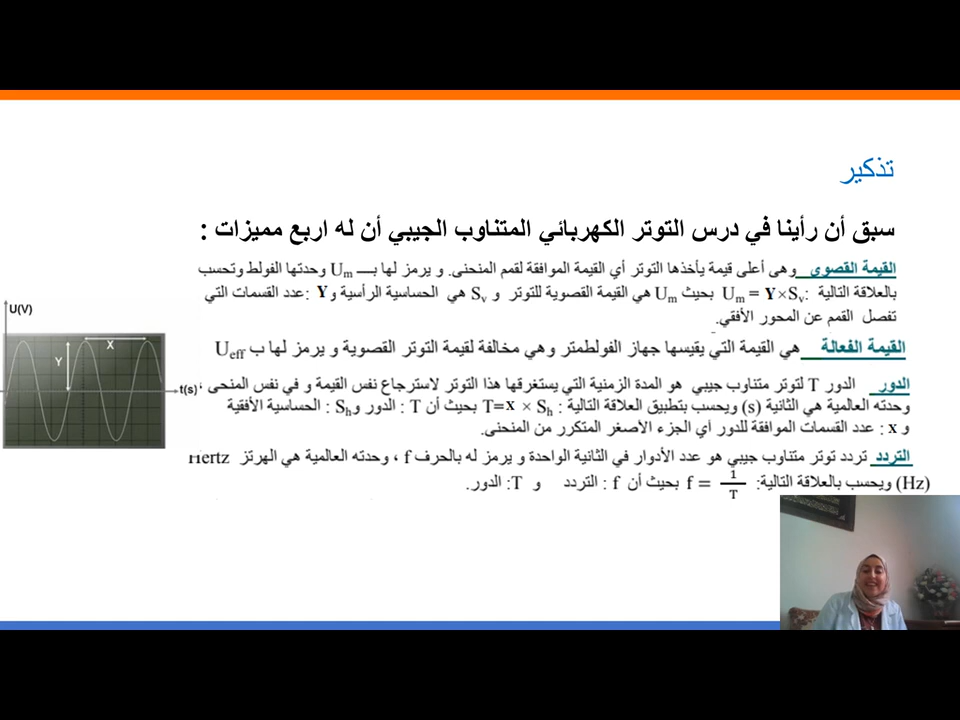 تذكير
سبق أن رأينا في درس التوتر الكهربائي المتناوب الجيبي أن له اربع مميزات :
القيمة القصوى وهي أعلى قيمة يأخذها التوتر أي القيمة الموافقة لقمم المنحنى. و يرمز لها بـــ Um وحدتها الفولط وتحسب
بالعلاقة التالية :Um = Y×Sv بحيث Um هي القيمة القصوية للتوتر و Sv هي الحساسية الرأسية وY :عدد القسمات التي
تفصل القمم عن المحور الأفقي.
القيمة الفعالة هي القيمة التي يقيسها جهاز الفولطمتر وهي مخالفة لقيمة التوتر القصوية و يرمز لها ب Ueff
الدور الدور T لتوتر متناوب جيبي هو المدة الزمنية التي يستغرقها هذا التوتر لاسترجاع نفس القيمة و في نفس المنحى ،
وحدته العالمية هي الثانية (s) ويحسب بتطبيق العلاقة التالية : T=x × Sh بحيث أن T : الدور وSh : الحساسية الأفقية
و x : عدد القسمات الموافقة للدور أي الجزء الأصغر المتكرر من المنحنى.
التردد تردد توتر متناوب جيبي هو عدد الأدوار في الثانية الواحدة و يرمز له بالحرف f ، وحدته العالمية هي الهرتز Hertz
(Hz) ويحسب بالعلاقة التالية: f = 1/T بحيث أن f : التردد و T: الدور.
U(V)
X
Y
t(s)